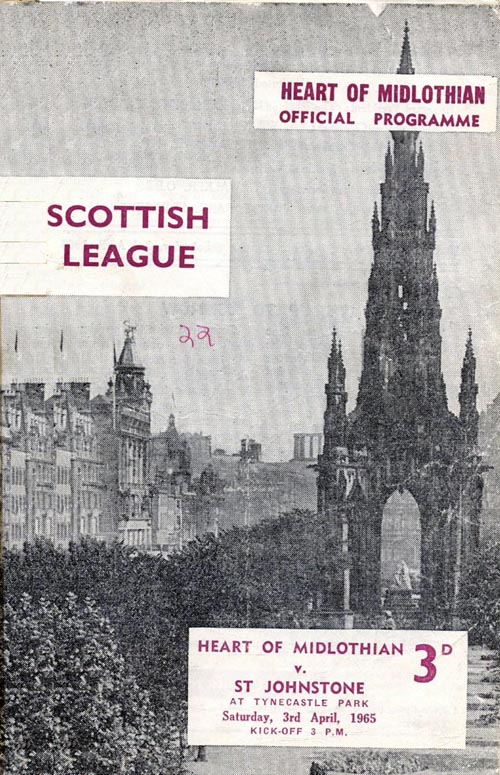 HEART OF MIDLOTHIAN
OFFICIAL PROGRAMME
SCOTTISH
LEAGUE
22
HEART OF MIDLOTHIAN 3D
v.
ST JOHNSTONE
AT TYNECASTLE PARK
Saturday, 3rd April, 1965
KICK-OFF 3 P.M.